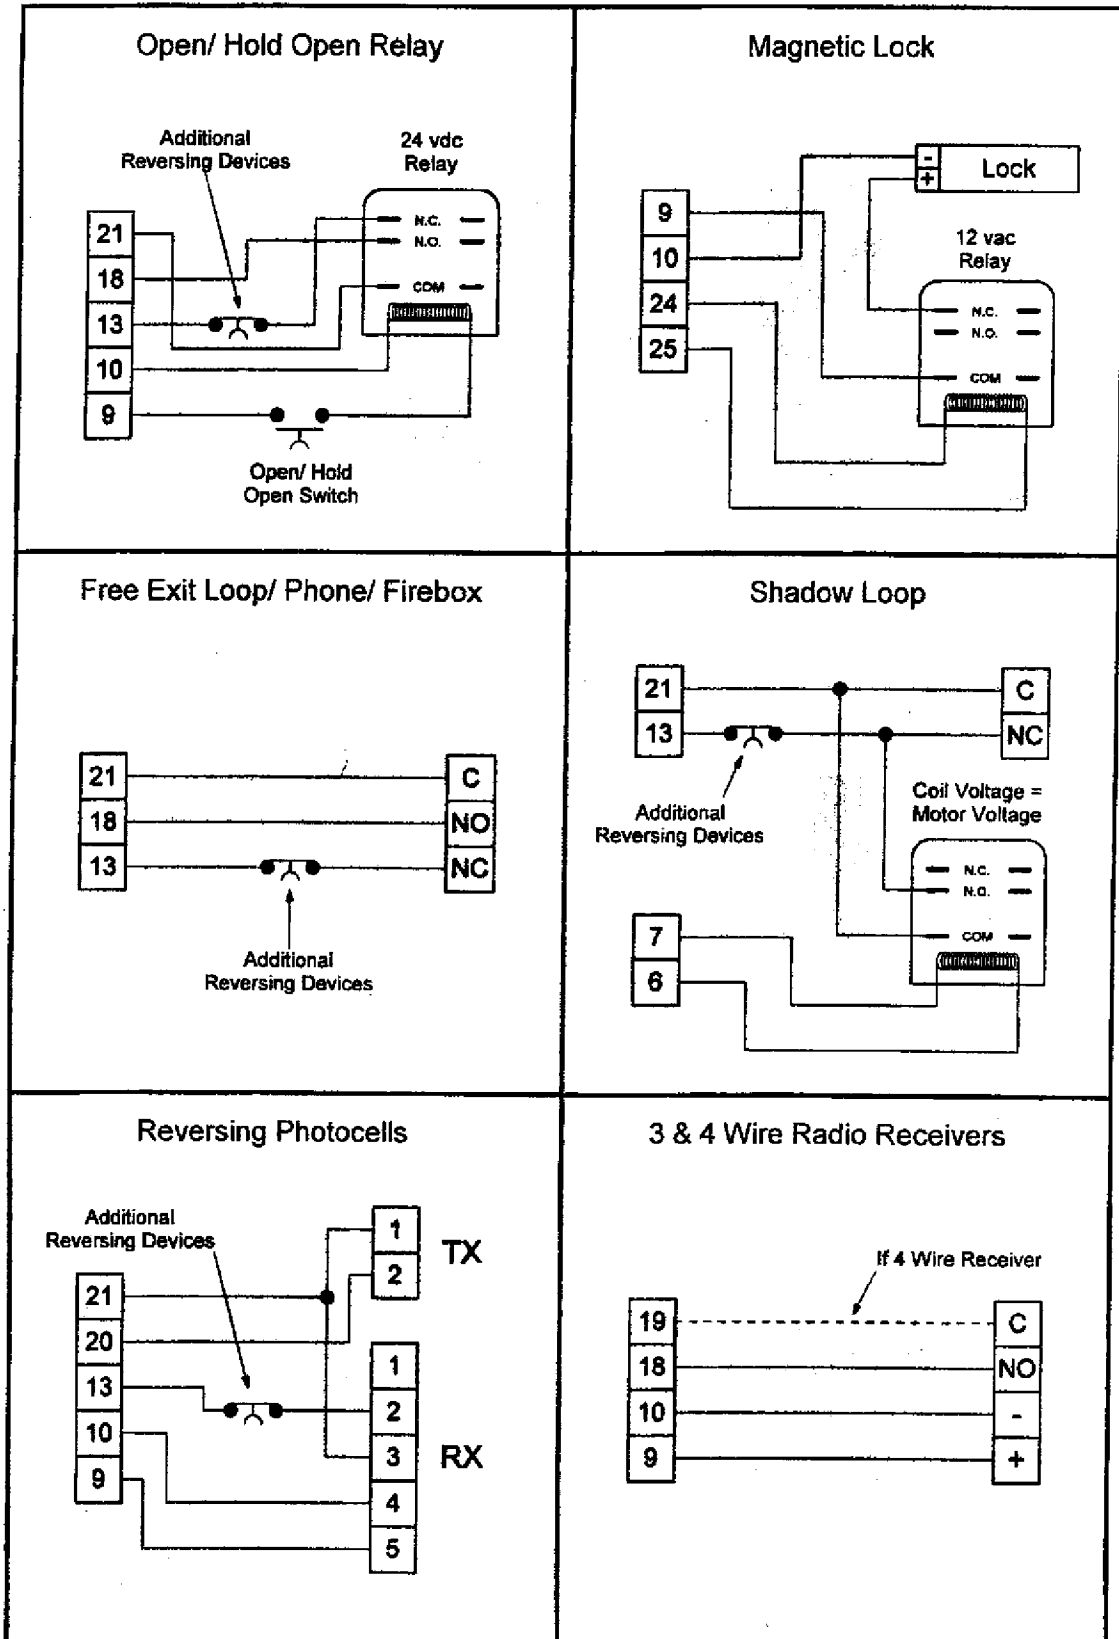 Open/ Hold Open Relay
Additional
Reversing Devices
24 vdc
Relay
N.C.
N.O.
COM
21
18
13
10
9
Open/ Hold
Open Switch
Magnetic Lock
-
+
Lock
9
10
24
25
12 vac
Relay
N.C.
N.O.
COM
Free Exit Loop/ Phone/ Firebox
21
18
13
C
NO
NC
Additional
Reversing Devices
Shadow Loop
21
13
C
NC
Additional
Reversing Devices
Coil Voltage =
Motor Voltage
N.C.
N.O.
COM
7
6
Reversing Photocells
Additional
Reversing Devices
1
2
TX
21
20
13
10
9
1
2
3
4
5
RX
3 & 4 Wire Radio Receivers
If 4 Wire Receiver
19
18
10
9
C
NO
-
+